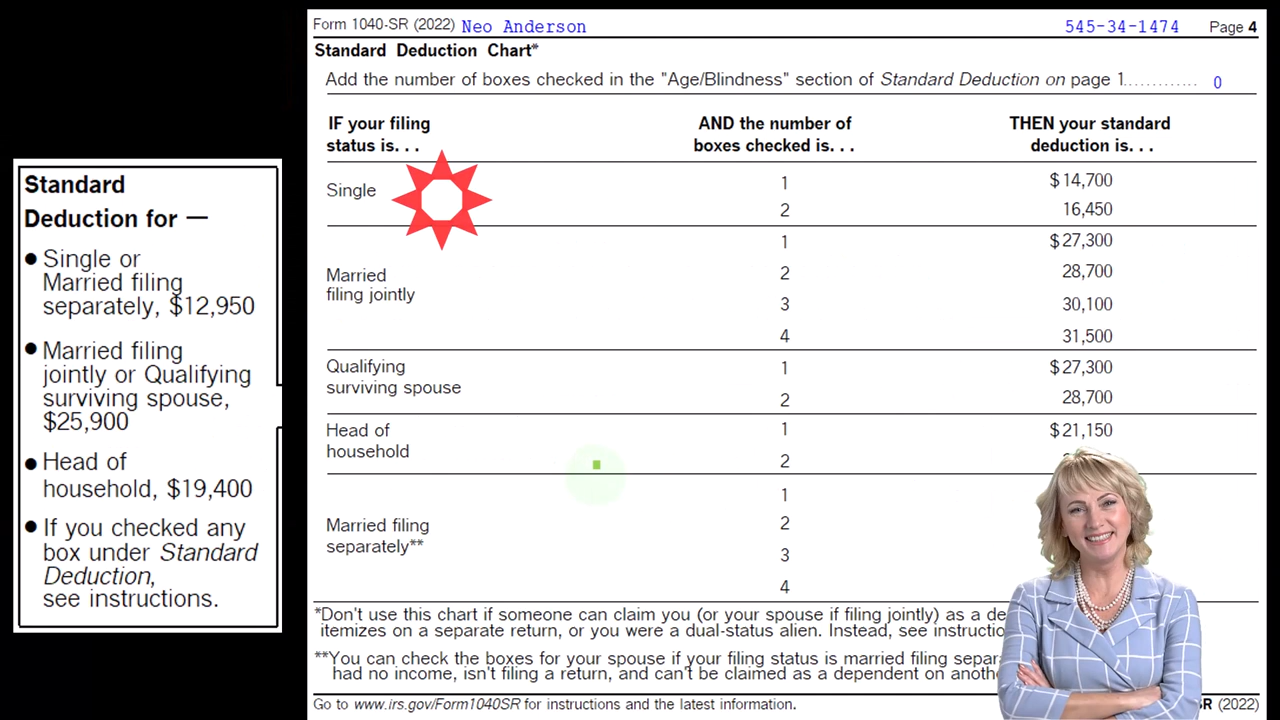 Standard
Deduction for —
● Single or
Married filing
separately, $12,950
● Married filing
jointly or Qualifying
surviving spouse,
$25,900
● Head of
household, $19,400
● If you checked any
box under Standard
Deduction,
see instructions.
Form 1040-SR (2022) Neo Anderson 545-34-1474 Page 4
Standard Deduction Chart*
Add the number of boxes checked in the "Age/Blindness" section of Standard Deduction on page 1............. 0
IF your filing AND the number of THEN your standard
status is. . . boxes checked is. . . deduction is. . .
Single 1 $14,700
2 16,450
1 $27,300
Married 2 28,700
filing jointly 3 30,100
4 31,500
Qualifying 1 $27,300
surviving spouse 2 28,700
Head of 1 $21,150
household 2
1
Married filing 2
separately** 3
4
*Don't use this chart if someone can claim you (or your spouse if filing jointly) as a
itemizes on a separate return, or you were a dual-status alien. Instead, see
**You can check the boxes for your spouse if your filing status is married filing
had no income, isn't filing a return, and can't be claimed as a dependent on
Go to www.irs.gov/Form1040SR for instructions and the latest information. SR (2022)